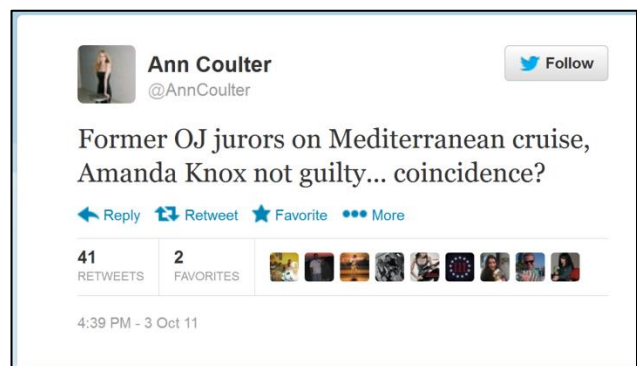 Ann Coulter
@AnnCoulter
Follow
Former OJ jurors on Mediterranean cruise,
Amanda Knox not guilty... coincidence?
Reply Retweet Favorite More
41 2
RETWEETS FAVORITES
4:39 PM - 3 Oct 11